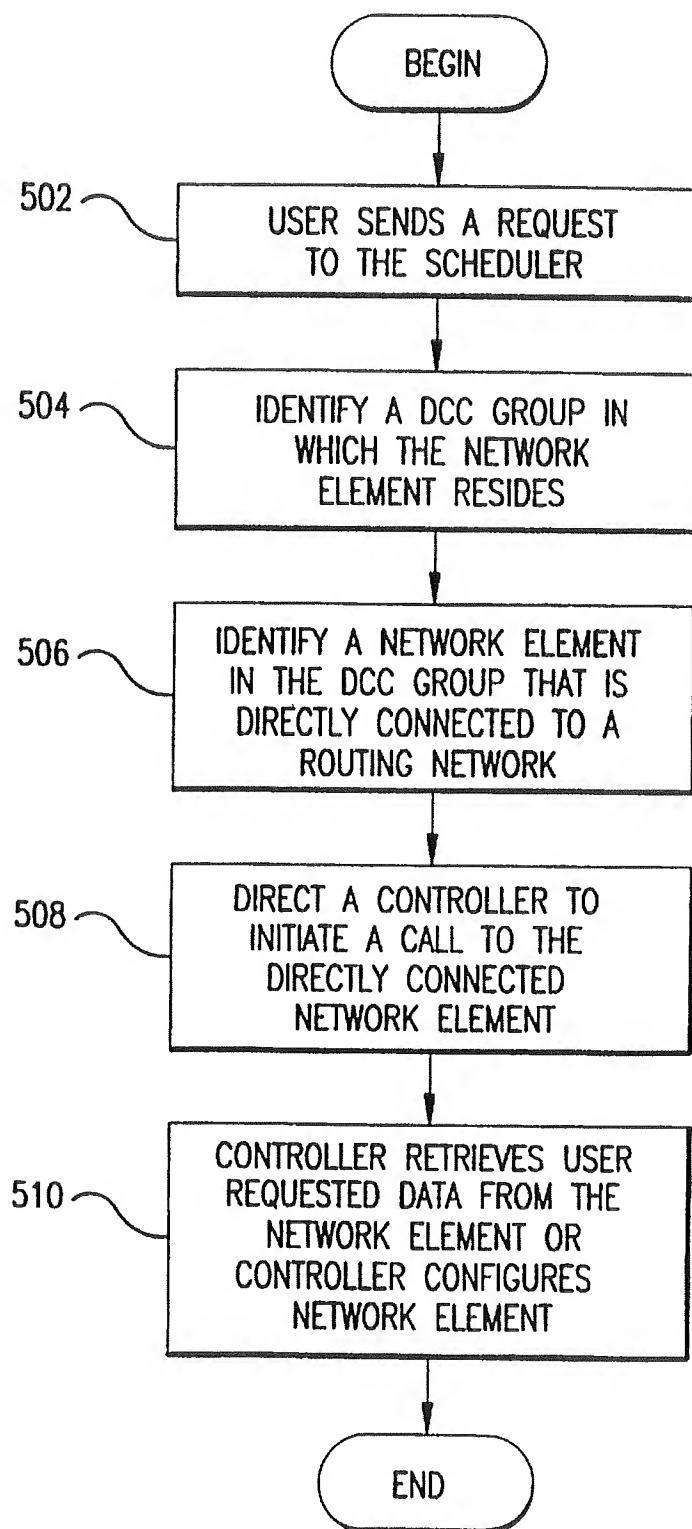 BEGIN
502
USER SENDS A REQUEST
TO THE SCHEDULER
504
IDENTIFY A DCC GROUP IN
WHICH THE NETWORK
ELEMENT RESIDES
506
IDENTIFY A NETWORK ELEMENT
IN THE DCC GROUP THAT IS
DIRECTLY CONNECTED TO A
ROUTING NETWORK
508
DIRECT A CONTROLLER TO
INITIATE A CALL TO THE
DIRECTLY CONNECTED
NETWORK ELEMENT
510
CONTROLLER RETRIEVES USER
REQUESTED DATA FROM THE
NETWORK ELEMENT OR
CONTROLLER CONFIGURES
NETWORK ELEMENT
END